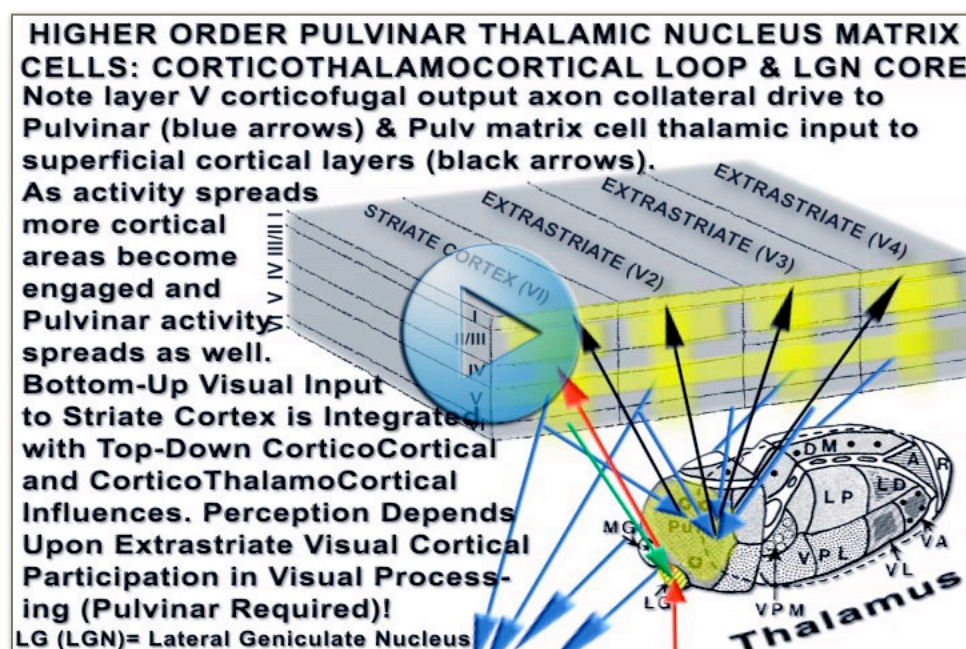 HIGHER ORDER PULVINAR THALAMIC NUCLEUS MATRIX
CELLS: CORTICOTHALAMOCORTICAL LOOP & LGN CORE
Note layer V corticofugal output axon collateral drive to
Pulvinar (blue arrows) & Pulv matrix cell thalamic input to
superficial cortical layers (black arrows).
As activity spreads
more cortical
areas become
engaged and
Pulvinar activity
spreads as well.
Bottom-Up Visual Input
to Striate Cortex is Integrated
with Top-Down CorticoCortical
and CorticoThalamoCortical
Influences. Perception Depends
Upon Extrastriate Visual Cortical
Participation in Visual Process-
ing (Pulvinar Required)!
LG (LGN)= Lateral Geniculate Nucleus
STRIATE CORTEX (VI)
EXTRASTRIATE (V2)
EXTRASTRIATE (V3)
EXTRASTRIATE (V4)
I
II/III
IV
V
VI
I
II/III
IV
V
DM
A
R
LD
LP
VPL
VA
VL
VPM
MG
LG
Thalamus